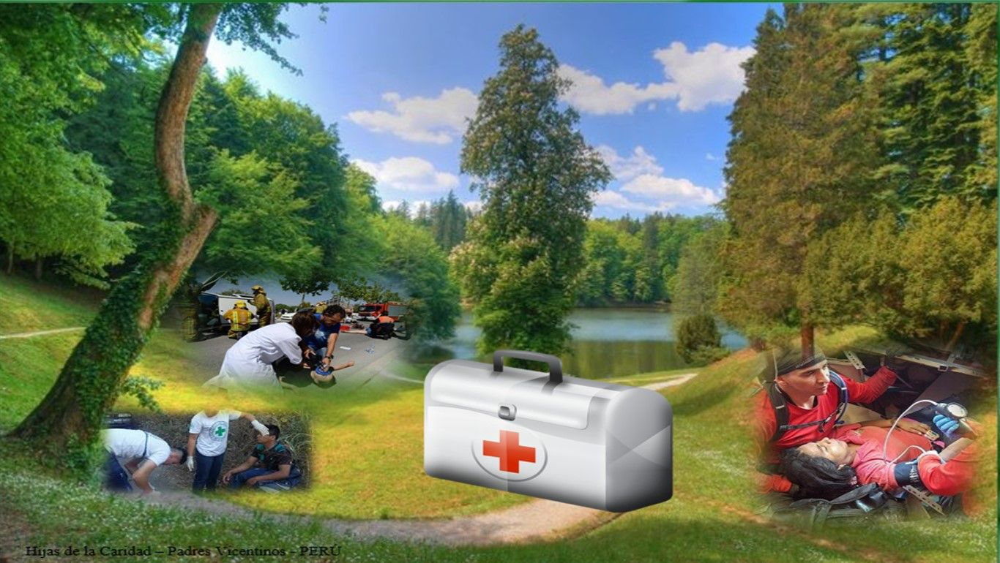 Hijas de la Caridad – Padres Vicentinos - PERÚ